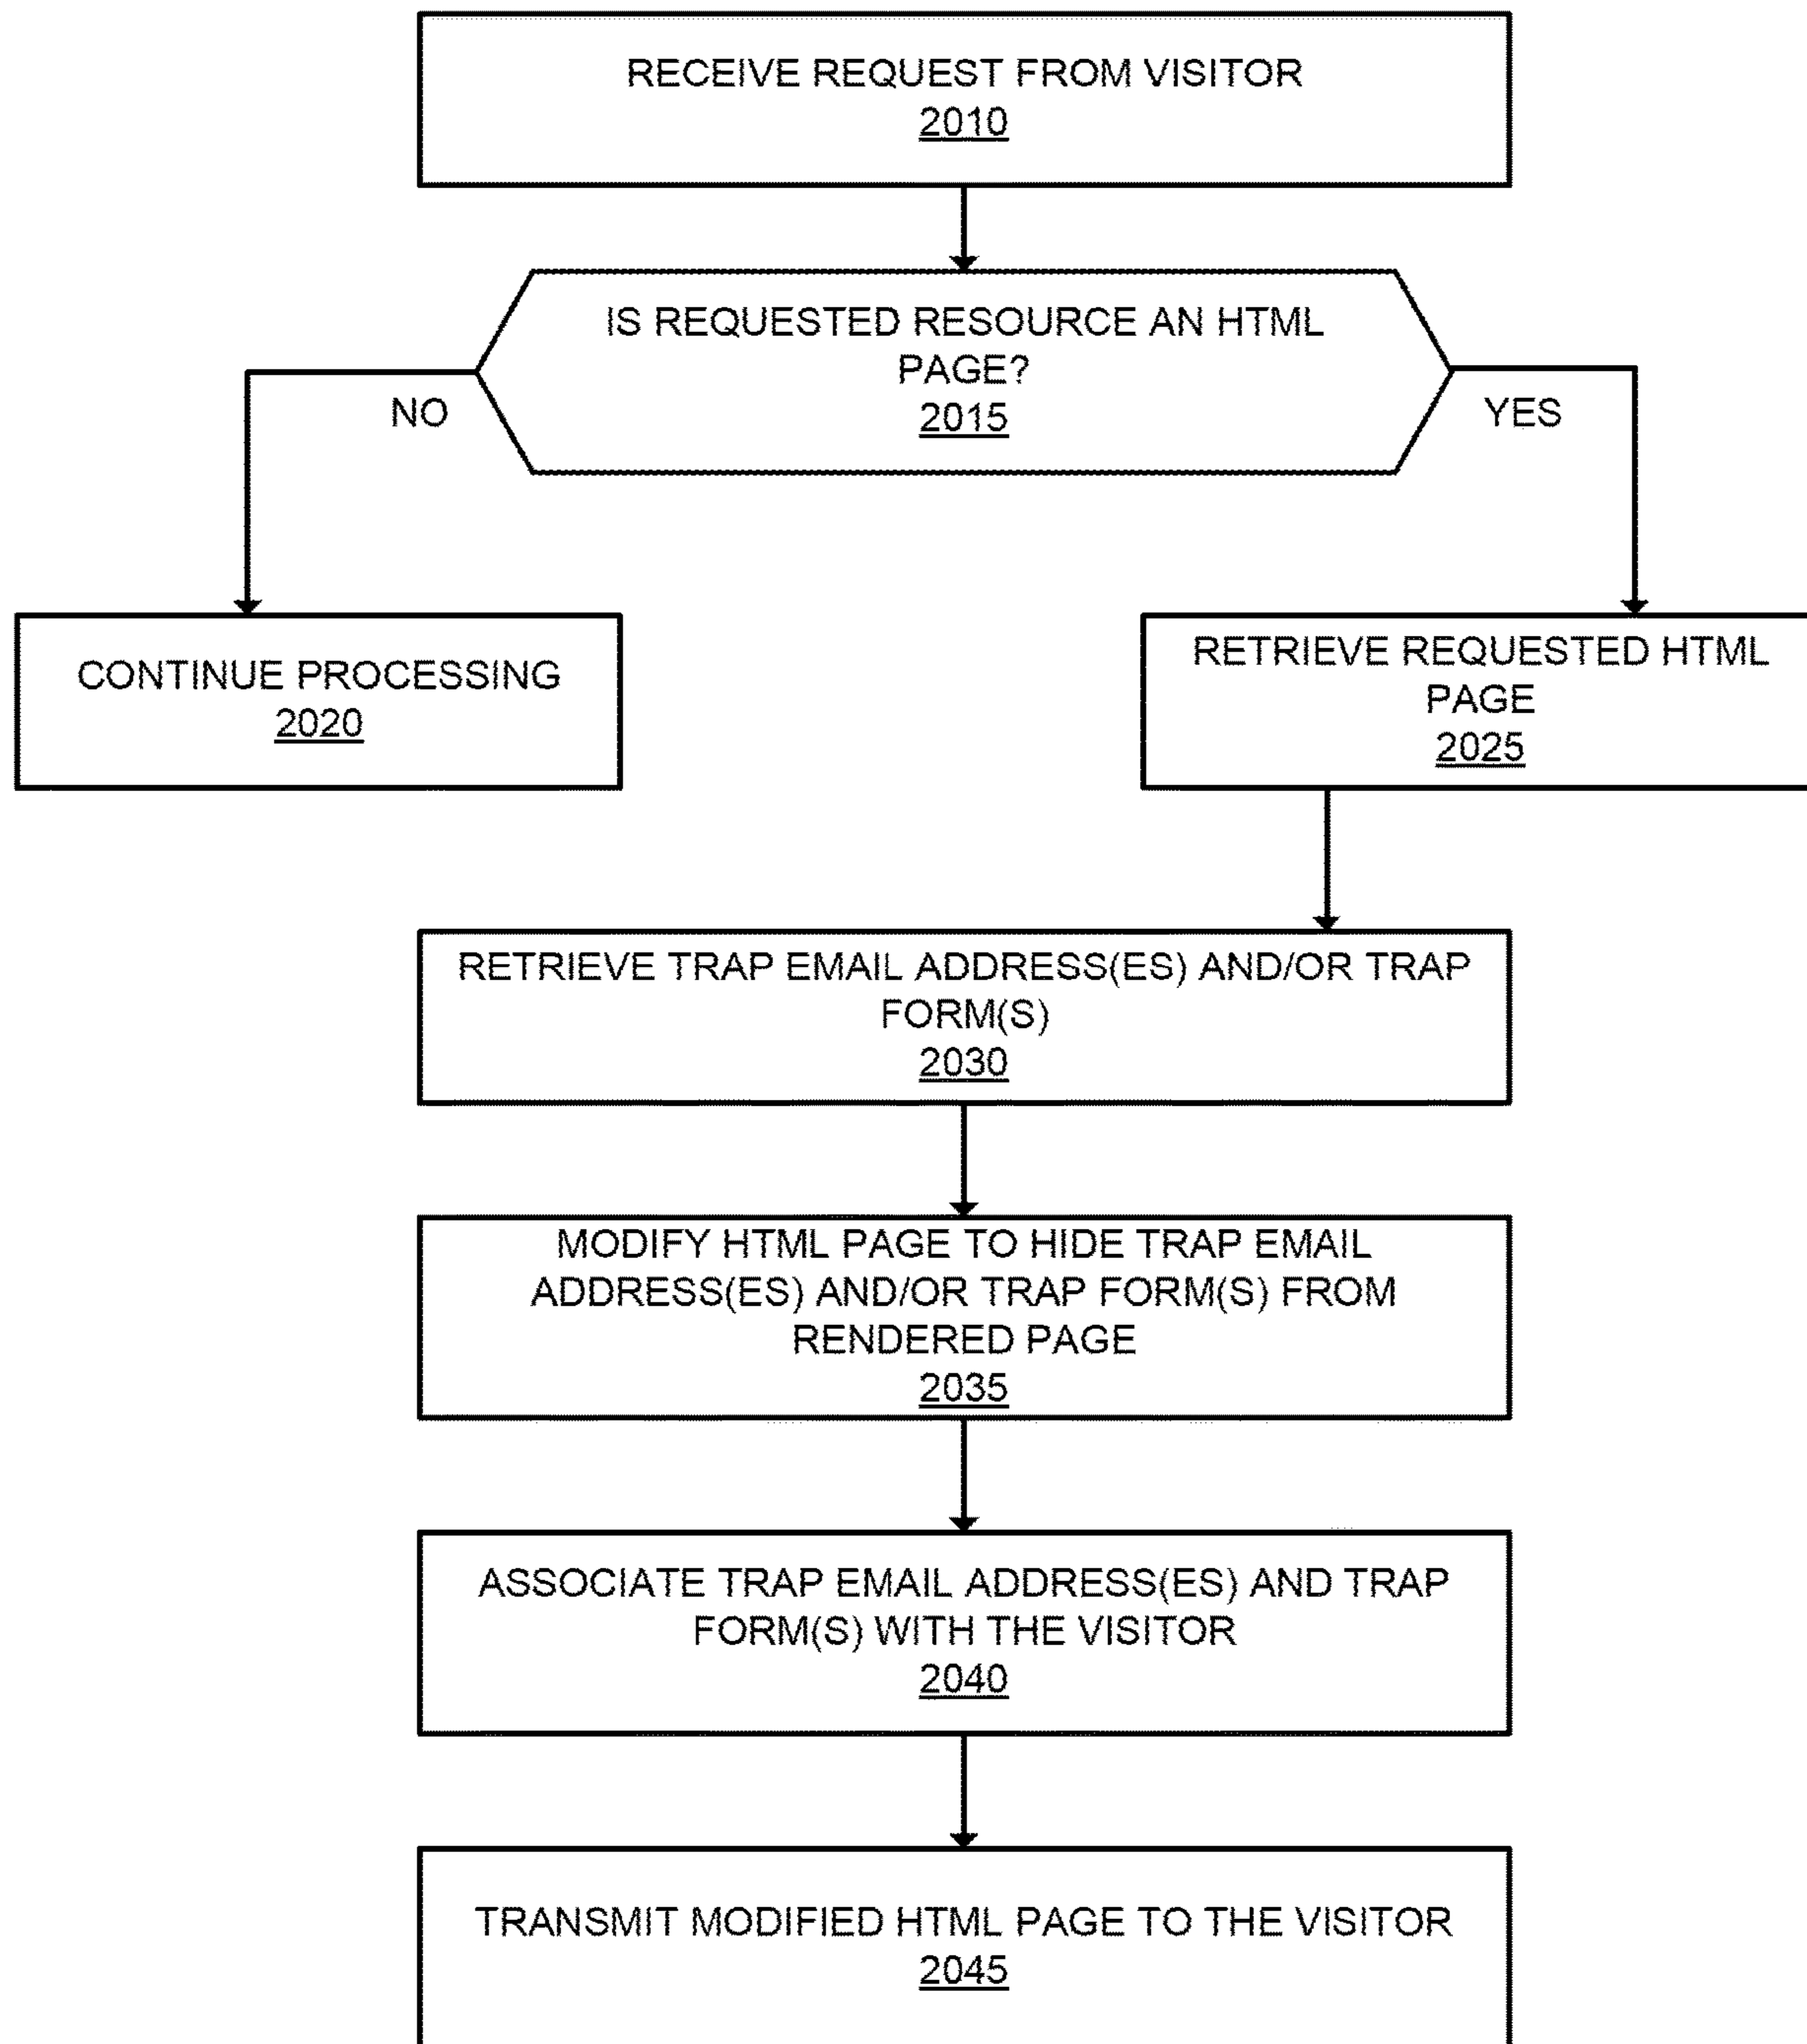 RECEIVE REQUEST FROM VISITOR
2010
IS REQUESTED RESOURCE AN HTML
PAGE?
2015
NO
YES
CONTINUE PROCESSING
2020
RETRIEVE REQUESTED HTML
PAGE
2025
RETRIEVE TRAP EMAIL ADDRESS(ES) AND/OR TRAP
FORM(S)
2030
MODIFY HTML PAGE TO HIDE TRAP EMAIL
ADDRESS(ES) AND/OR TRAP FORM(S) FROM
RENDERED PAGE
2035
ASSOCIATE TRAP EMAIL ADDRESS(ES) AND TRAP
FORM(S) WITH THE VISITOR
2040
TRANSMIT MODIFIED HTML PAGE TO THE VISITOR
2045